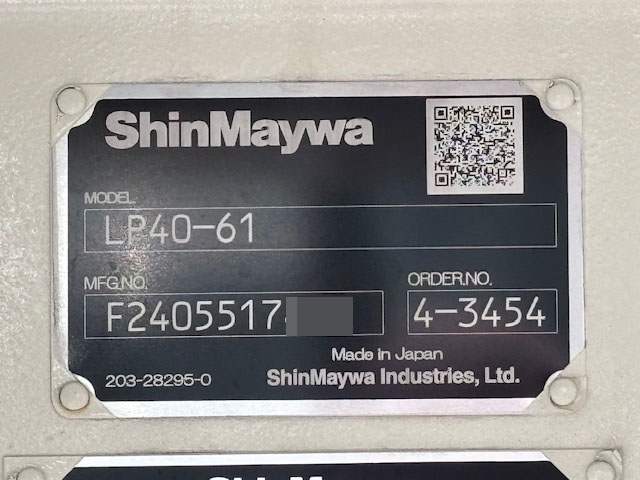 ShinMaywa
MODEL
LP40-61
MFG.NO. ORDER.NO.
F2405517 4-3454
Made in Japan
203-28295-0 ShinMaywa Industries, Ltd.